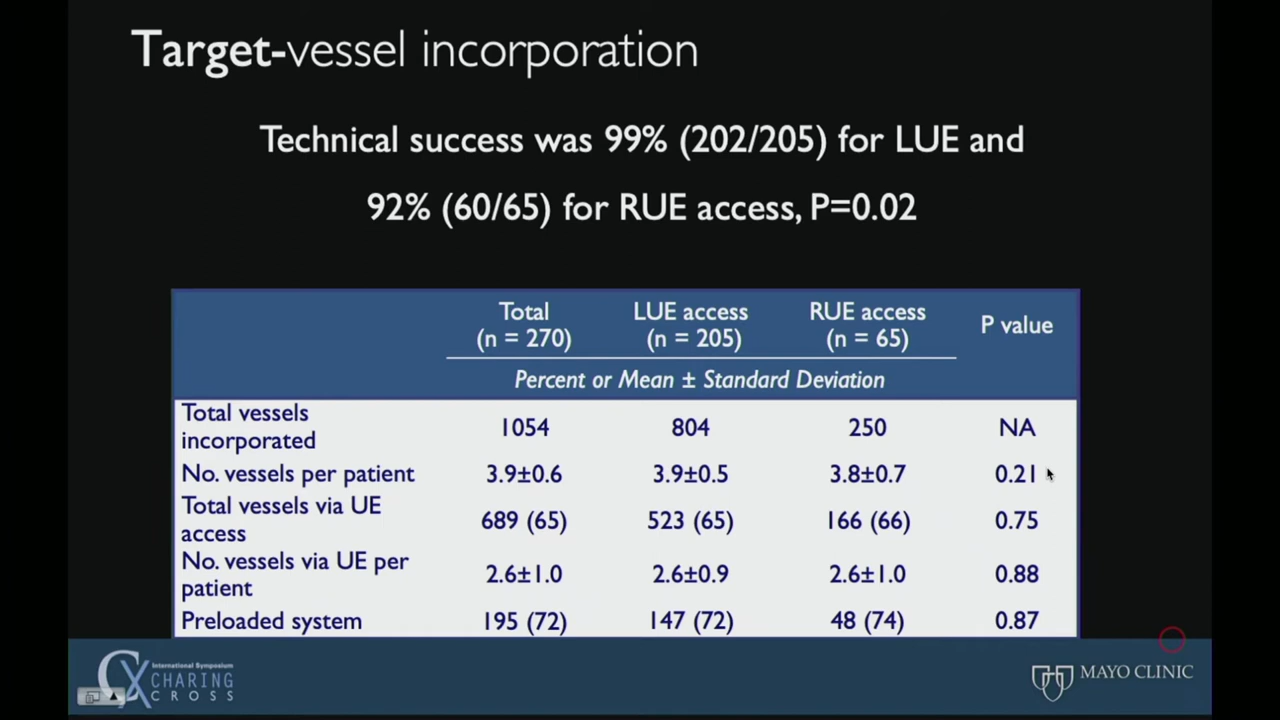 Target-vessel incorporation
Technical success was 99% (202/205) for LUE and
92% (60/65) for RUE access, P=0.02
Total LUE access RUE access P value
(n = 270) (n = 205) (n = 65)
Percent or Mean ± Standard Deviation
Total vessels
incorporated 1054 804 250 NA
No. vessels per patient 3.9±0.6 3.9±0.5 3.8±0.7 0.21
Total vessels via UE
access 689 (65) 523 (65) 166 (66) 0.75
No. vessels via UE per
patient 2.6±1.0 2.6±0.9 2.6±1.0 0.88
Preloaded system 195 (72) 147 (72) 48 (74) 0.87
International Symposium
CX CHARING
CROSS
MAYO CLINIC